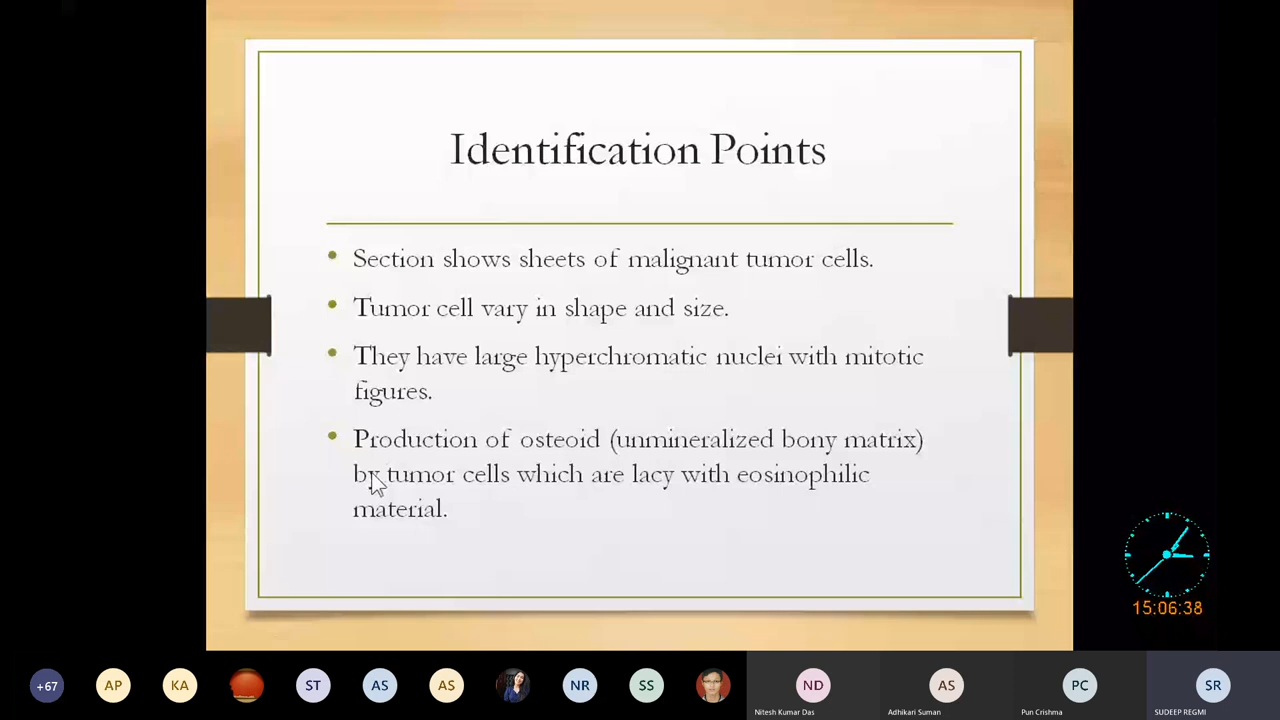 Identification Points
• Section shows sheets of malignant tumor cells.
• Tumor cell vary in shape and size.
• They have large hyperchromatic nuclei with mitotic
figures.
• Production of osteoid (unmineralized bony matrix)
by tumor cells which are lacy with eosinophilic
material.
15:06:38
+67
AP
KA
ST
AS
AS
NR
SS
ND
AS
PC
SR
Nitesh Kumar Das
Adhikari Suman
Pun Crishma
SUDEEP REGMI